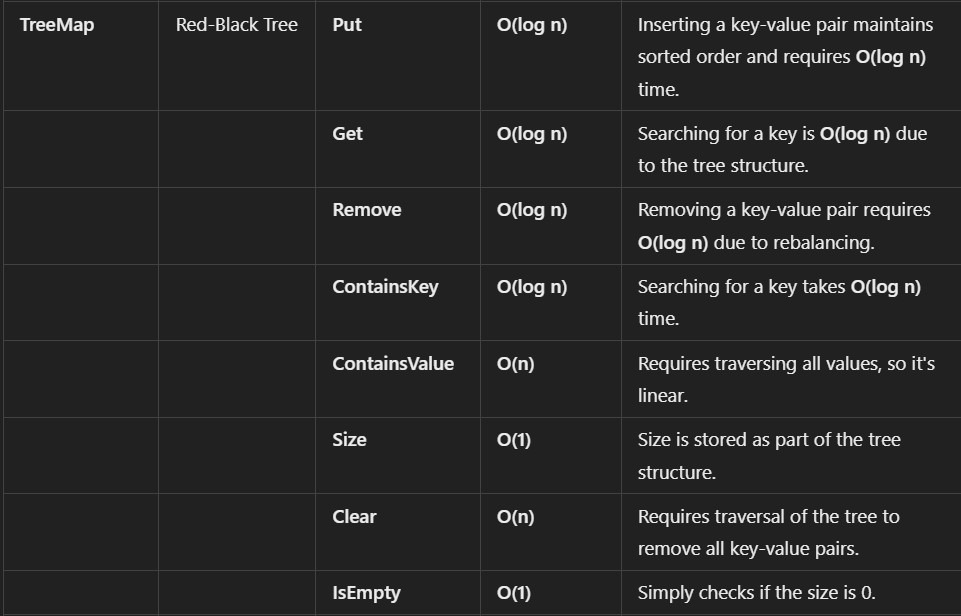 TreeMap Red-Black Tree Put O(log n) Inserting a key-value pair maintains
sorted order and requires O(log n)
time.
Get O(log n) Searching for a key is O(log n) due
to the tree structure.
Remove O(log n) Removing a key-value pair requires
O(log n) due to rebalancing.
ContainsKey O(log n) Searching for a key takes O(log n)
time.
ContainsValue O(n) Requires traversing all values, so it's
linear.
Size O(1) Size is stored as part of the tree
structure.
Clear O(n) Requires traversal of the tree to
remove all key-value pairs.
IsEmpty O(1) Simply checks if the size is 0.